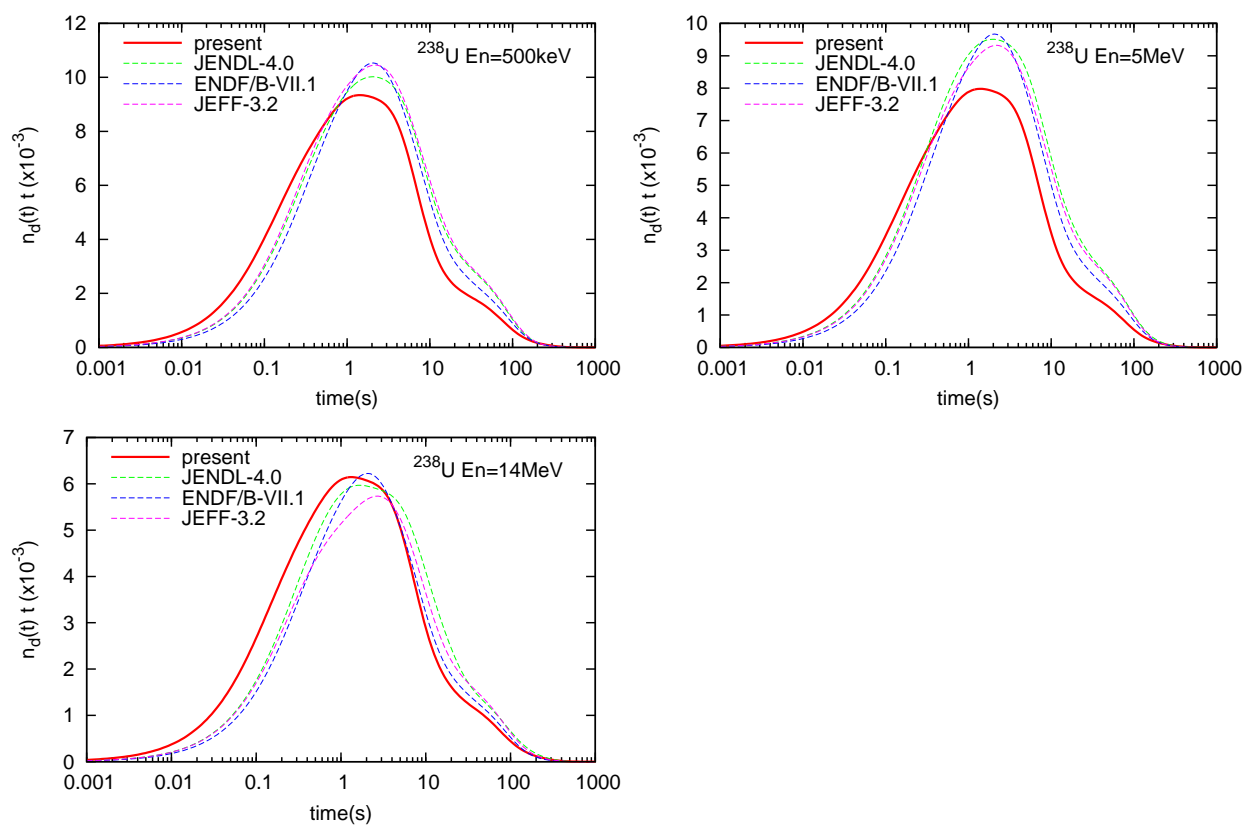 n_d(t) t (x10^-3)
12
10
8
6
4
2
0
present
JENDL-4.0
ENDF/B-VII.1
JEFF-3.2
^238U En=500keV
0.001 0.01 0.1 1 10 100 1000
time(s)
n_d(t) t (x10^-3)
10
9
8
7
6
5
4
3
2
1
0
present
JENDL-4.0
ENDF/B-VII.1
JEFF-3.2
^238U En=5MeV
0.001 0.01 0.1 1 10 100 1000
time(s)
n_d(t) t (x10^-3)
7
6
5
4
3
2
1
0
present
JENDL-4.0
ENDF/B-VII.1
JEFF-3.2
^238U En=14MeV
0.001 0.01 0.1 1 10 100 1000
time(s)